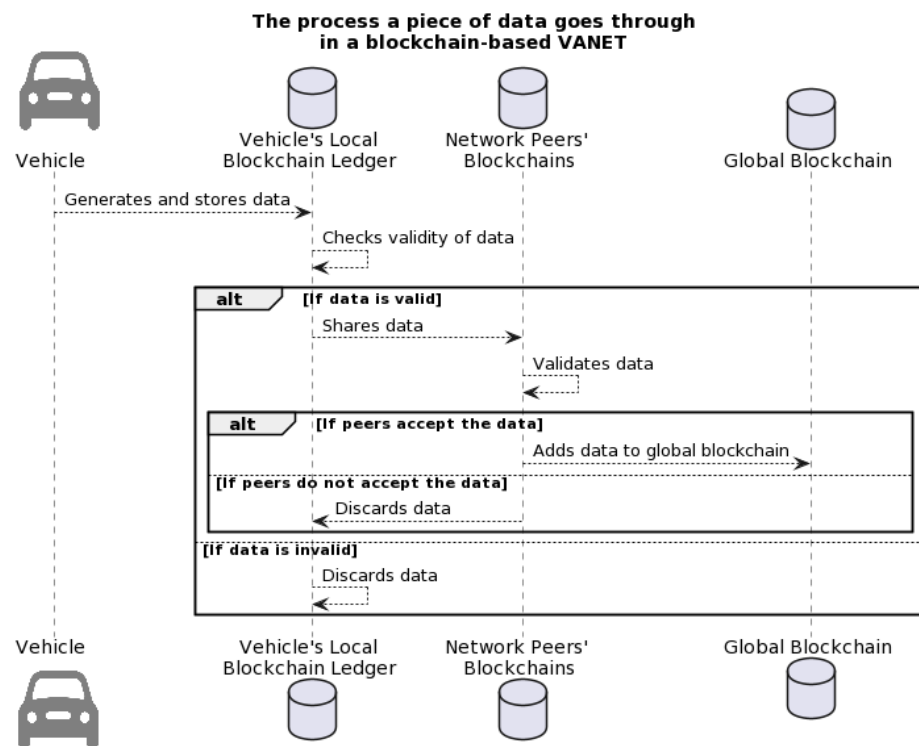 The process a piece of data goes through
in a blockchain-based VANET
Vehicle
Vehicle's Local
Blockchain Ledger
Network Peers'
Blockchains
Global Blockchain
Generates and stores data
Checks validity of data
alt
[If data is valid]
Shares data
Validates data
alt
[If peers accept the data]
Adds data to global blockchain
[If peers do not accept the data]
Discards data
[If data is invalid]
Discards data
Vehicle
Vehicle's Local
Blockchain Ledger
Network Peers'
Blockchains
Global Blockchain